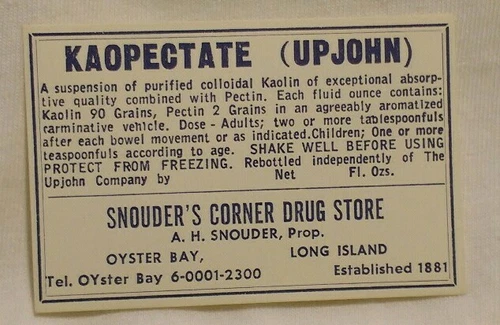 KAOPECTATE (UPJOHN)
A suspension of purified colloidal Kaolin of exceptional absorp-
tive quality combined with Pectin. Each fluid ounce contains:
Kaolin 90 Grains, Pectin 2 Grains in an agreeably aromatized
carminative vehicle. Dose - Adults; two or more tablespoonfuls
after each bowel movement or as indicated.Children; One or more
teaspoonfuls according to age. SHAKE WELL BEFORE USING
PROTECT FROM FREEZING. Rebottled independently of The
Upjohn Company by Net Fl. Ozs.
SNOUDER'S CORNER DRUG STORE
A. H. SNOUDER, Prop.
OYSTER BAY, LONG ISLAND
Tel. OYster Bay 6-0001-2300 Established 1881